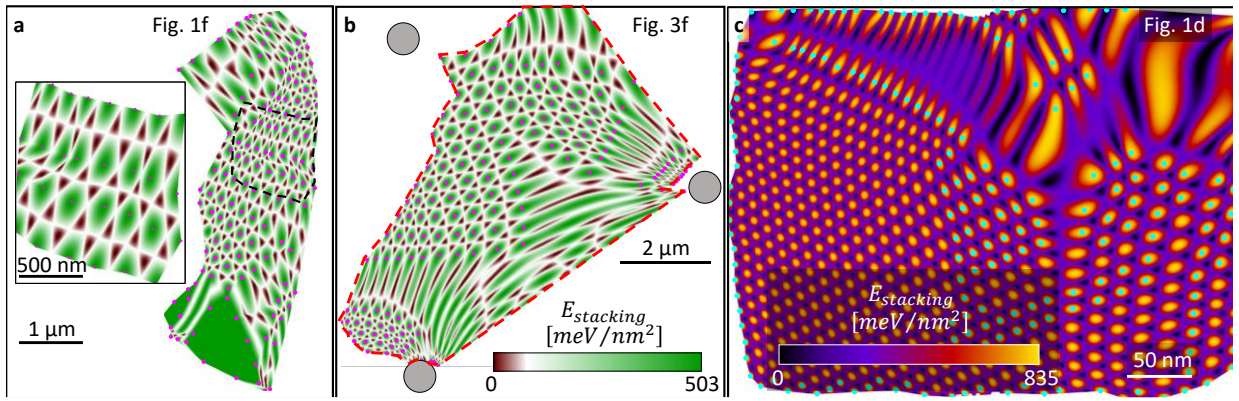 a
Fig. 1f
500 nm
1 μm
b
Fig. 3f
2 μm
E_stacking
[meV/nm²]
0
503
c
Fig. 1d
E_stacking
[meV/nm²]
0
835
50 nm